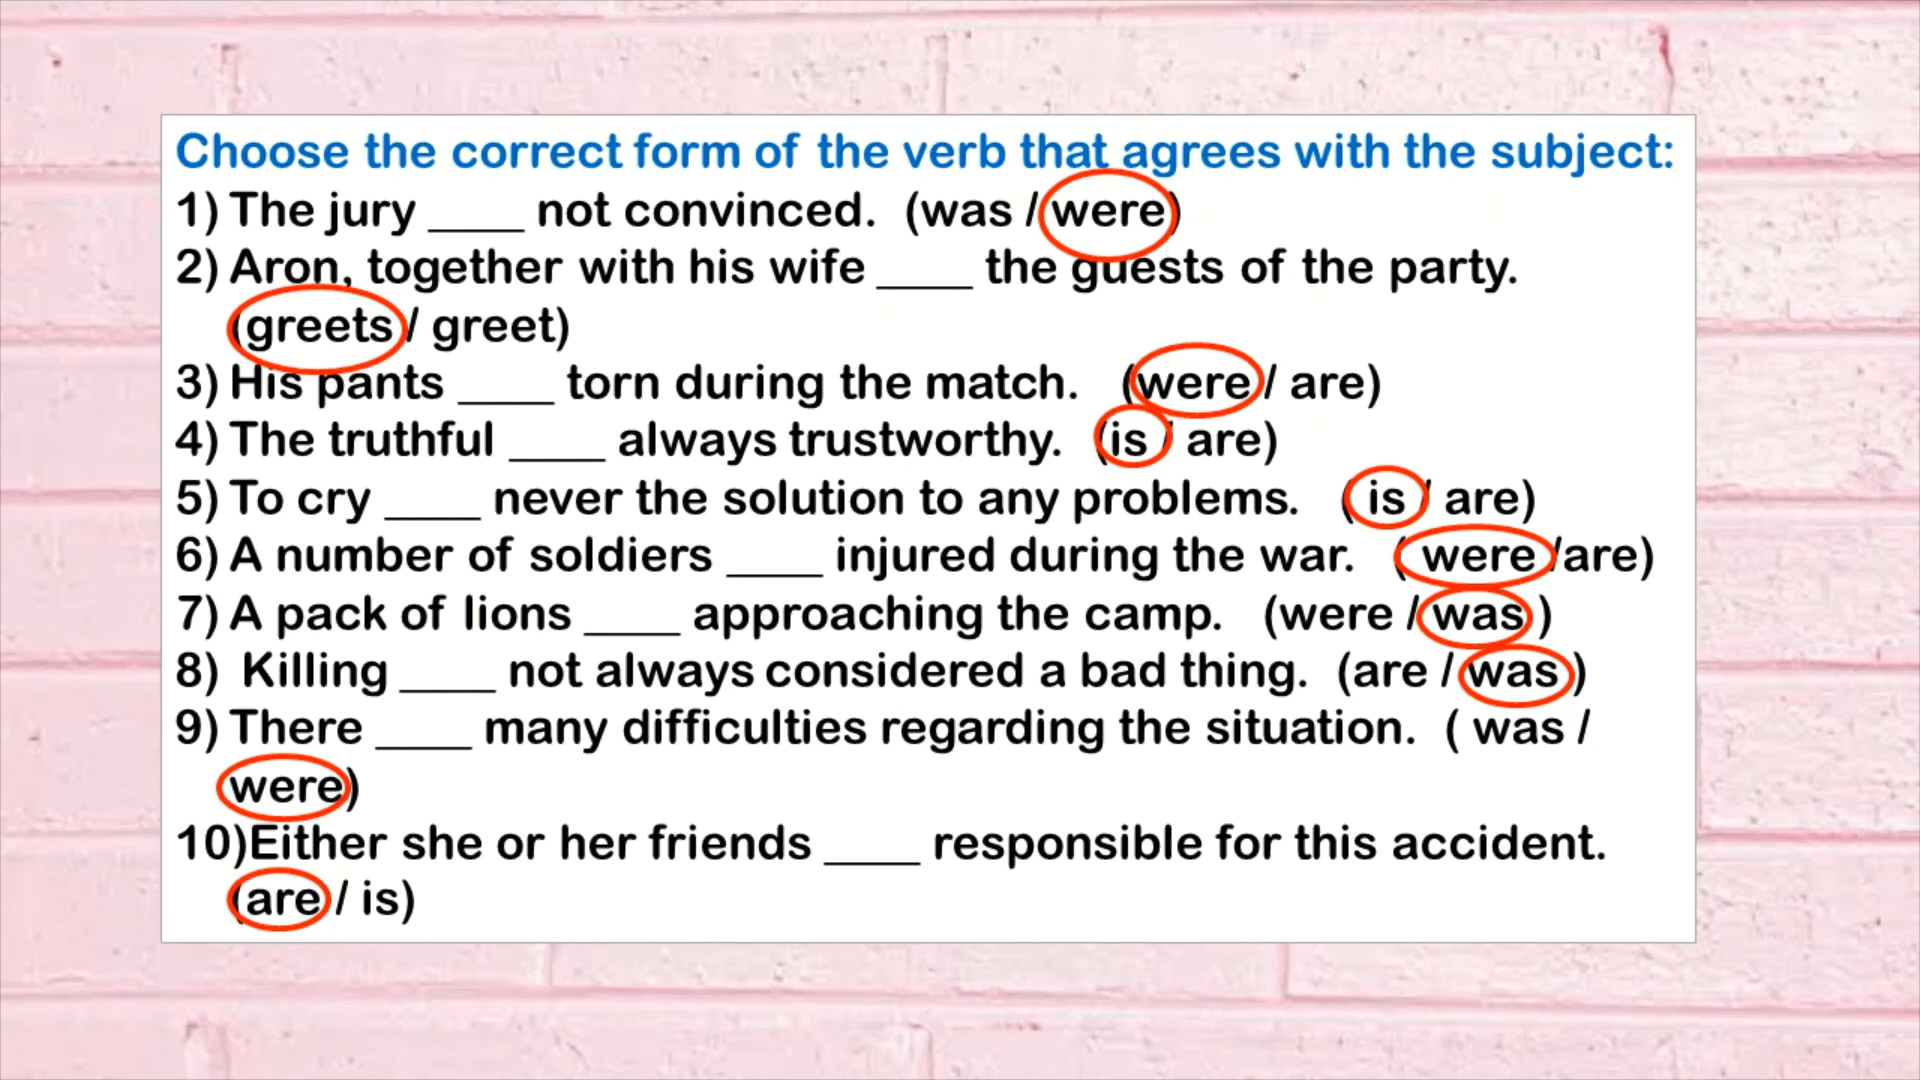 Choose the correct form of the verb that agrees with the subject:
1) The jury ____ not convinced. (was / were)
2) Aron, together with his wife ____ the guests of the party.
(greets / greet)
3) His pants ____ torn during the match. (were / are)
4) The truthful ____ always trustworthy. (is / are)
5) To cry ____ never the solution to any problems. ( is / are)
6) A number of soldiers ____ injured during the war. ( were /are)
7) A pack of lions ____ approaching the camp. (were / was )
8) Killing ____ not always considered a bad thing. (are / was )
9) There ____ many difficulties regarding the situation. ( was /
were)
10)Either she or her friends ____ responsible for this accident.
(are / is)